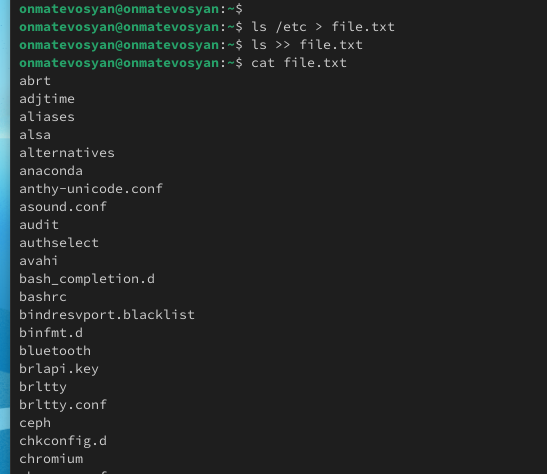 onmatevosyan@onmatevosyan:~$
onmatevosyan@onmatevosyan:~$ ls /etc > file.txt
onmatevosyan@onmatevosyan:~$ ls >> file.txt
onmatevosyan@onmatevosyan:~$ cat file.txt
abrt
adjtime
aliases
alsa
alternatives
anaconda
anthy-unicode.conf
asound.conf
audit
authselect
avahi
bash_completion.d
bashrc
bindresvport.blacklist
binfmt.d
bluetooth
brlapi.key
brltty
brltty.conf
ceph
chkconfig.d
chromium